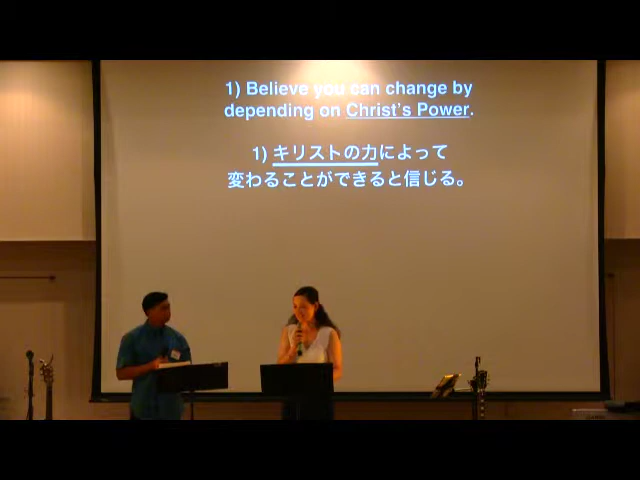 1) Believe you can change by
depending on Christ's Power.
1) キリストの力によって
変わることができると信じる。